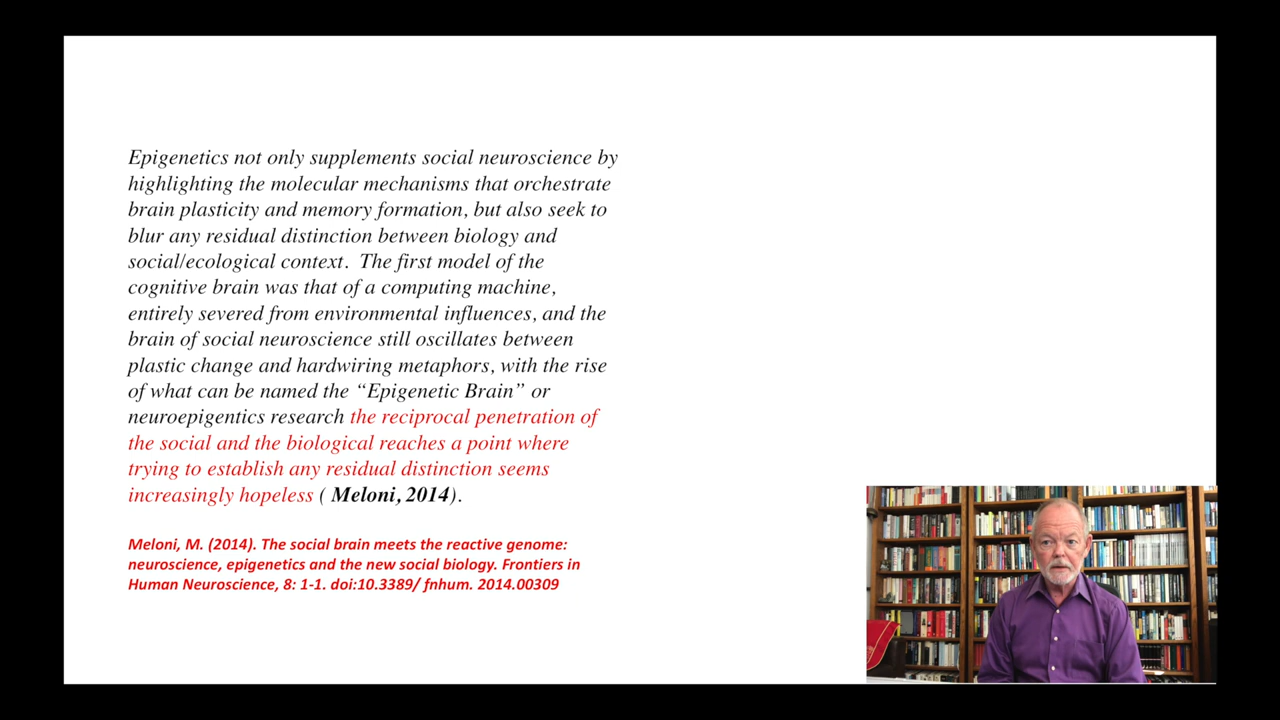 Epigenetics not only supplements social neuroscience by
highlighting the molecular mechanisms that orchestrate
brain plasticity and memory formation, but also seek to
blur any residual distinction between biology and
social/ecological context.  The first model of the
cognitive brain was that of a computing machine,
entirely severed from environmental influences, and the
brain of social neuroscience still oscillates between
plastic change and hardwiring metaphors, with the rise
of what can be named the “Epigenetic Brain” or
neuroepigentics research the reciprocal penetration of
the social and the biological reaches a point where
trying to establish any residual distinction seems
increasingly hopeless ( Meloni, 2014).
Meloni, M. (2014). The social brain meets the reactive genome:
neuroscience, epigenetics and the new social biology. Frontiers in
Human Neuroscience, 8: 1-1. doi:10.3389/ fnhum. 2014.00309